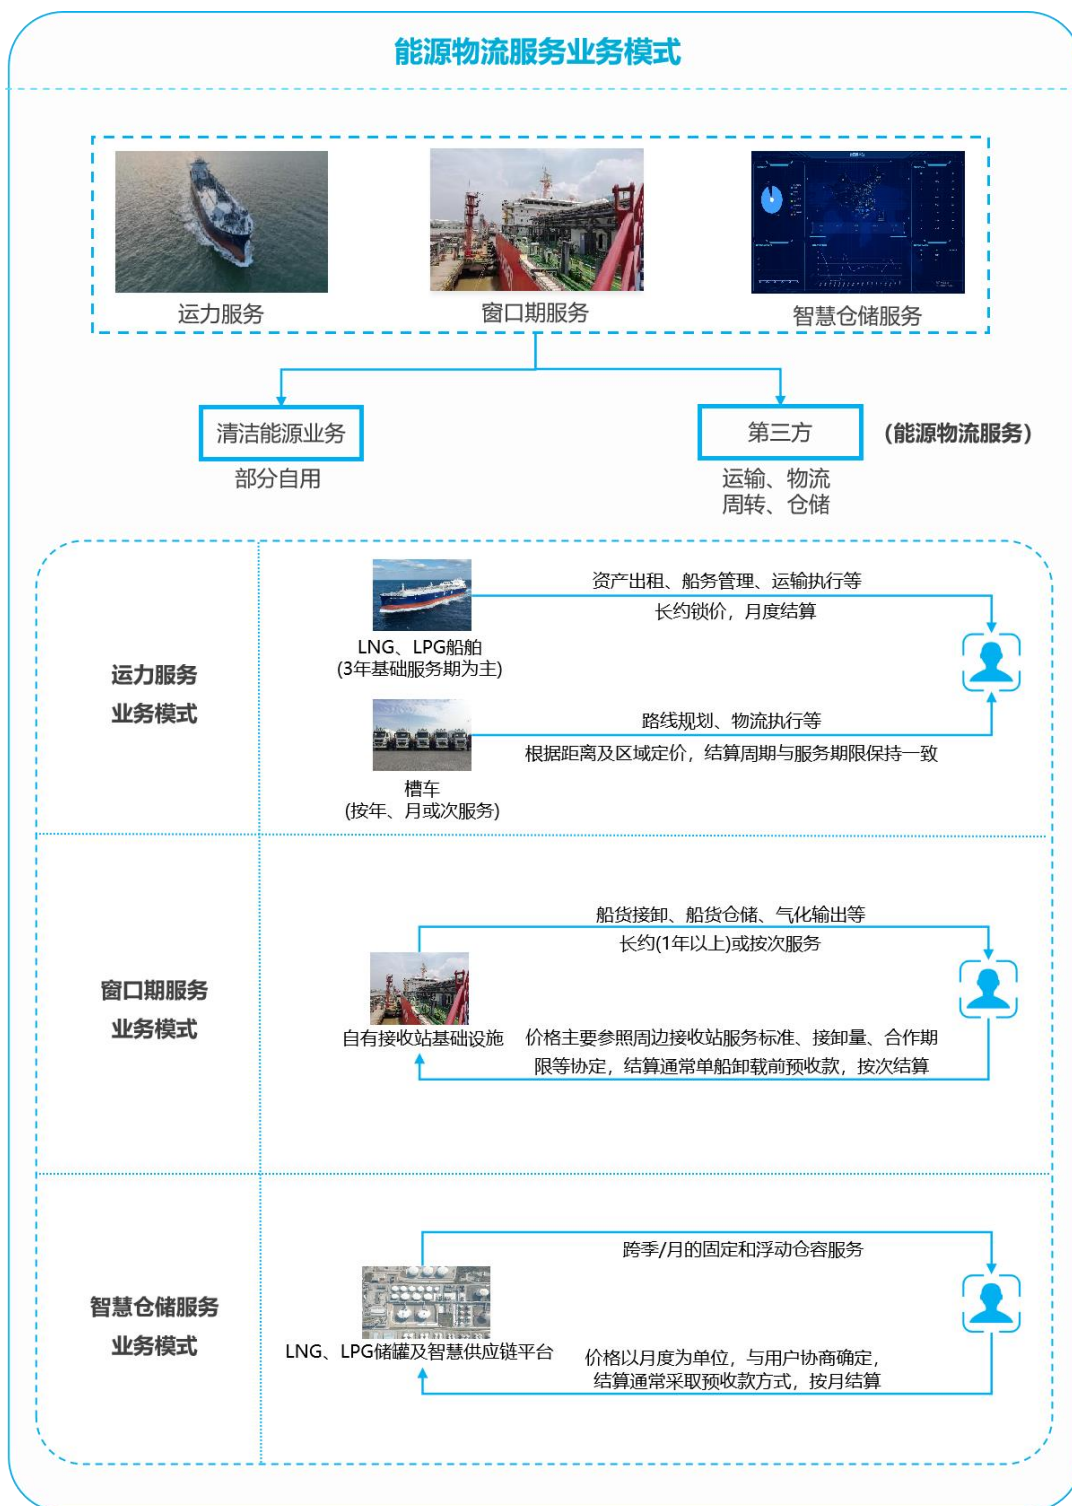 能源物流服务业务模式
运力服务
窗口期服务
智慧仓储服务
清洁能源业务
第三方
(能源物流服务)
部分自用
运输、物流
周转、仓储
运力服务
业务模式
LNG、LPG船舶
(3年基础服务期为主)
资产出租、船务管理、运输执行等
长约锁价，月度结算
槽车
(按年、月或次服务)
路线规划、物流执行等
根据距离及区域定价，结算周期与服务期限保持一致
窗口期服务
业务模式
船货接卸、船货仓储、气化输出等
长约(1年以上)或按次服务
自有接收站基础设施
价格主要参照周边接收站服务标准、接卸量、合作期
限等协定，结算通常单船卸载前预收款，按次结算
智慧仓储服务
业务模式
跨季/月的固定和浮动仓容服务
LNG、LPG储罐及智慧供应链平台
价格以月度为单位，与用户协商确定，
结算通常采取预收款方式，按月结算